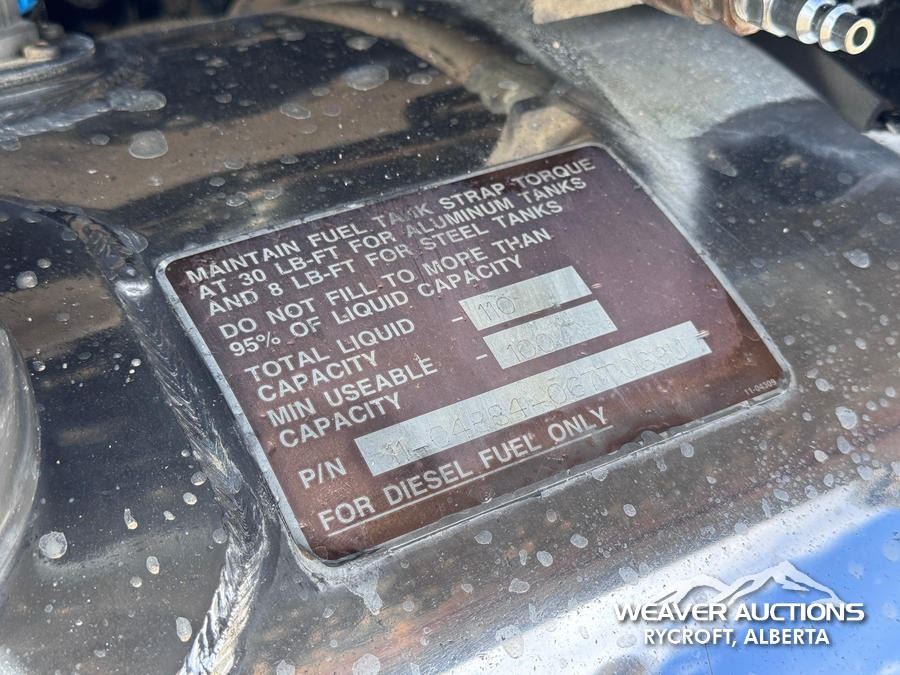 MAINTAIN FUEL TANK STRAP TORQUE
AT 30 LB-FT FOR ALUMINUM TANKS
AND 8 LB-FT FOR STEEL TANKS
DO NOT FILL TO MORE THAN
95% OF LIQUID CAPACITY
TOTAL LIQUID
CAPACITY - 110
MIN USEABLE
CAPACITY - 100
P/N
FOR DIESEL FUEL ONLY
11-04309
WEAVER AUCTIONS
RYCROFT, ALBERTA